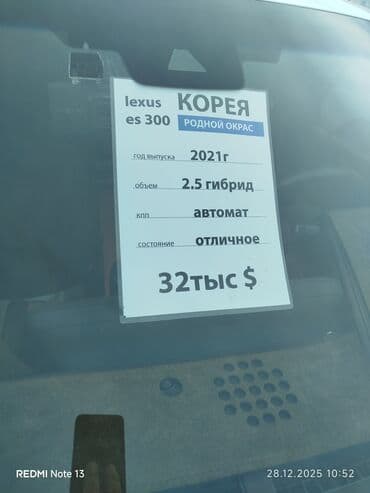 lexus КОРЕЯ
es 300 РОДНОЙ ОКРАС
год выпуска 2021г
обьем 2.5 гибрид
кпп автомат
состояние отличное
32тыс $
REDMI Note 13 28.12.2025 10:52